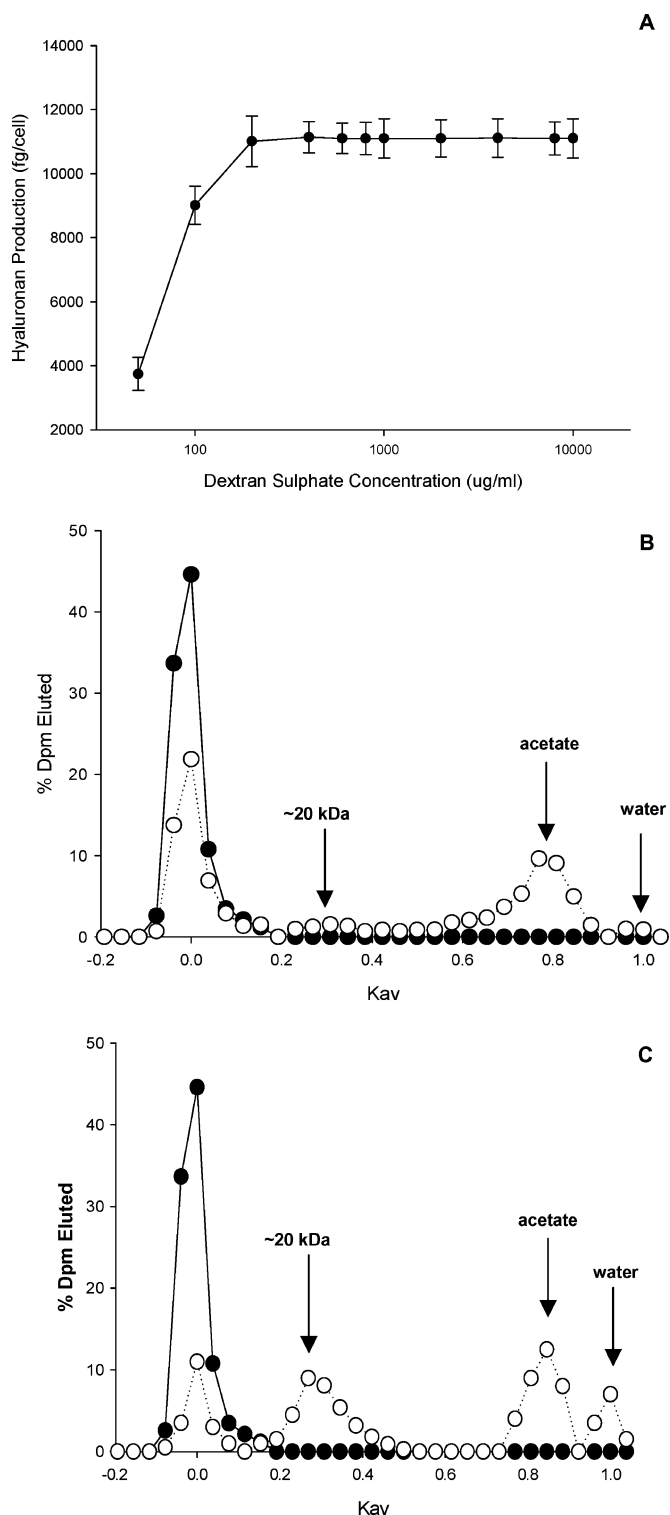 A
14000
12000
10000
8000
6000
4000
2000
Hyaluronan Production (fg/cell)
100 1000 10000
Dextran Sulphate Concentration (ug/ml)
B
50
40
30
20
10
0
% Dpm Eluted
~20 kDa
acetate
water
-0.2 0.0 0.2 0.4 0.6 0.8 1.0
Kav
C
50
40
30
20
10
0
% Dpm Eluted
~20 kDa
acetate
water
-0.2 0.0 0.2 0.4 0.6 0.8 1.0
Kav